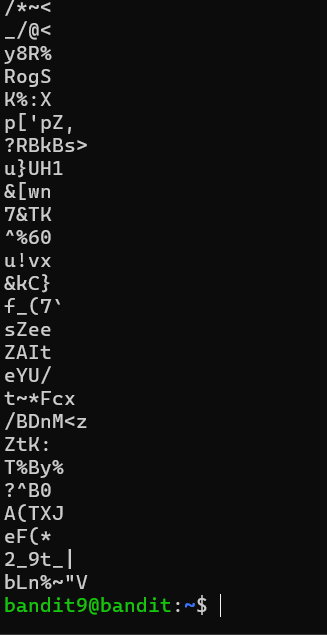 /*~<
_/@<
y8R%
RogS
K%:X
p['pZ,
?RBkBs>
u}UH1
&[wn
7&TK
^%60
u!vx
&kC}
f_(7`
sZee
ZAIt
eYU/
t~*Fcx
/BDnM<z
ZtK:
T%By%
?^B0
A(TXJ
eF(*
2_9t_|
bLn%~"V
bandit9@bandit:~$